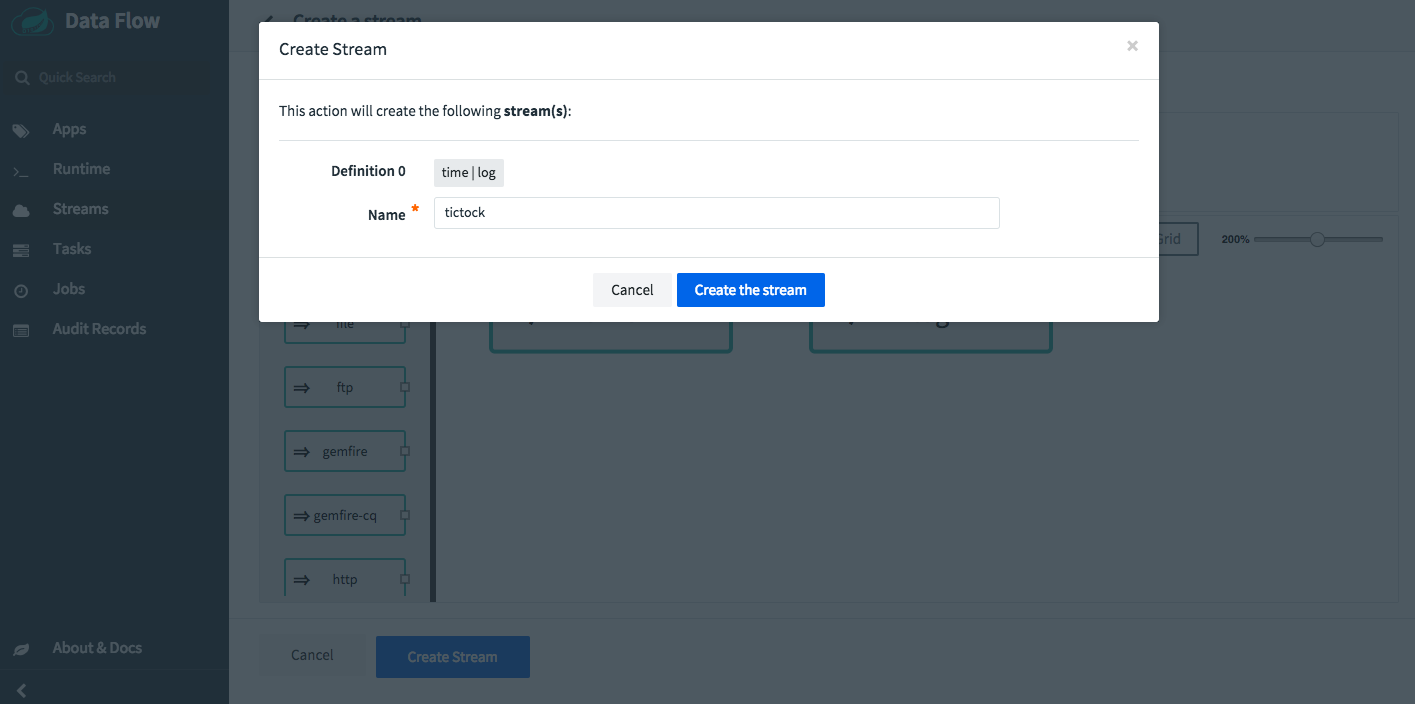 Data Flow
Quick Search
Apps
Runtime
Streams
Tasks
Jobs
Audit Records
About & Docs
Create a stream
Create Stream
×
This action will create the following stream(s):
Definition 0
time | log
Name *
tictock
Cancel
Create the stream
Grid
200%
file
ftp
gemfire
gemfire-cq
http
Cancel
Create Stream